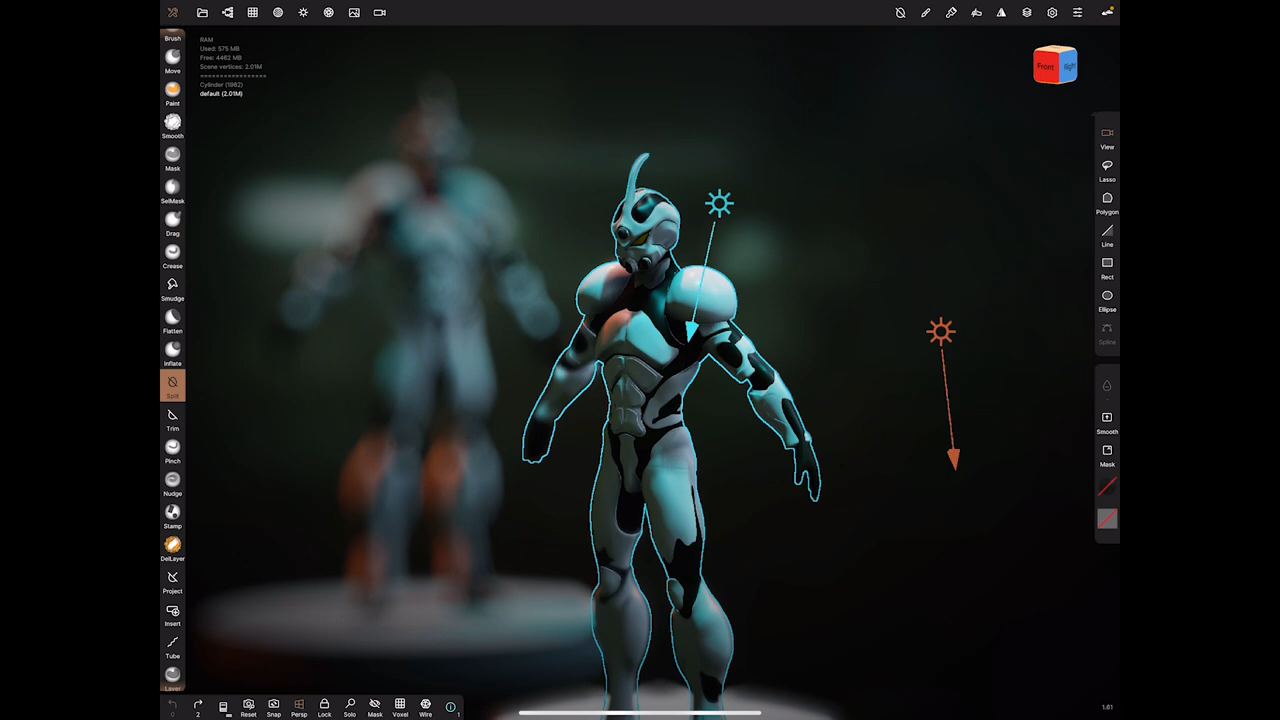 RAM
Used: 575 MB
Free: 4462 MB
Scene vertices: 2.01M
==================
Cylinder (1982)
default (2.01M)
Front
Right
Brush
Move
Paint
Smooth
Mask
SelMask
Drag
Crease
Smudge
Flatten
Inflate
Split
Trim
Pinch
Nudge
Stamp
DelLayer
Project
Insert
Tube
Layer
View
Lasso
Polygon
Line
Rect
Ellipse
Spline
Smooth
Mask
0
2
Reset
Snap
Persp
Lock
Solo
Mask
Voxel
Wire
1
1.61